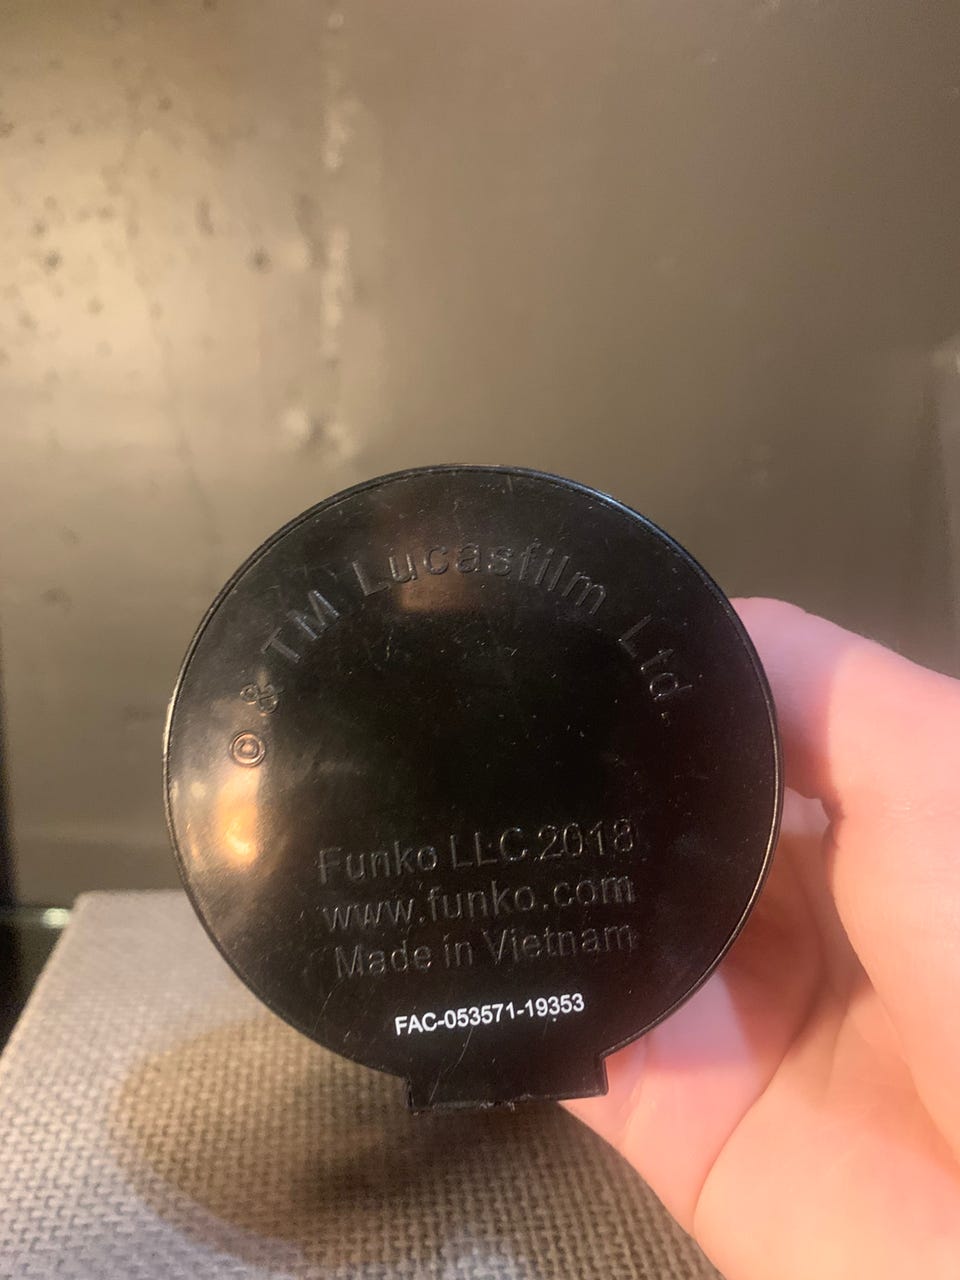 © & TM Lucasfilm Ltd.
Funko LLC.2018
www.funko.com
Made in Vietnam
FAC-053571-19353